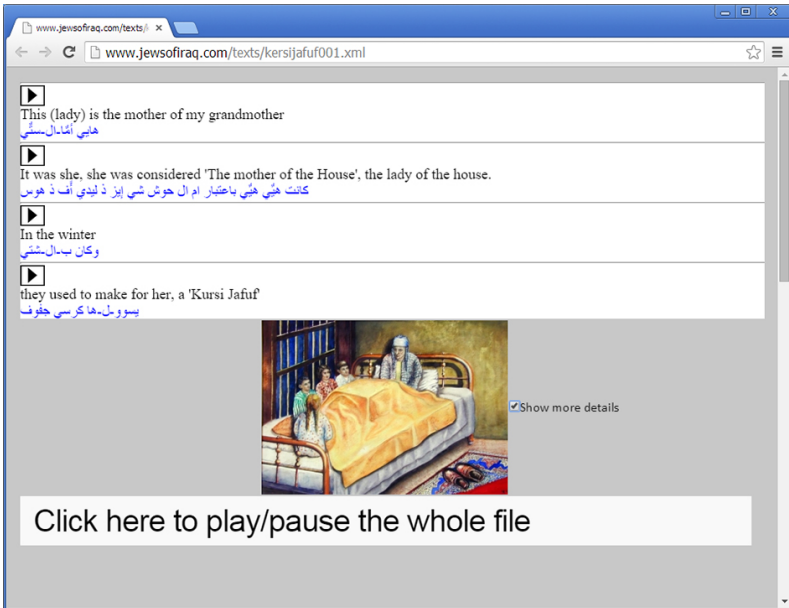 www.jewsofiraq.com/texts/
www.jewsofiraq.com/texts/kersijafuf001.xml
This (lady) is the mother of my grandmother
هايي أمّا-ال-ستّي
It was she, she was considered 'The mother of the House', the lady of the house.
كانت هيّي هيّي باعتبار ام ال حوش شي إيز ذ ليدي أف ذ هوس
In the winter
وكان ب-ال-شتي
they used to make for her, a 'Kursi Jafuf'
يسوو-ل-ها كرسي جفوف
Show more details
Click here to play/pause the whole file